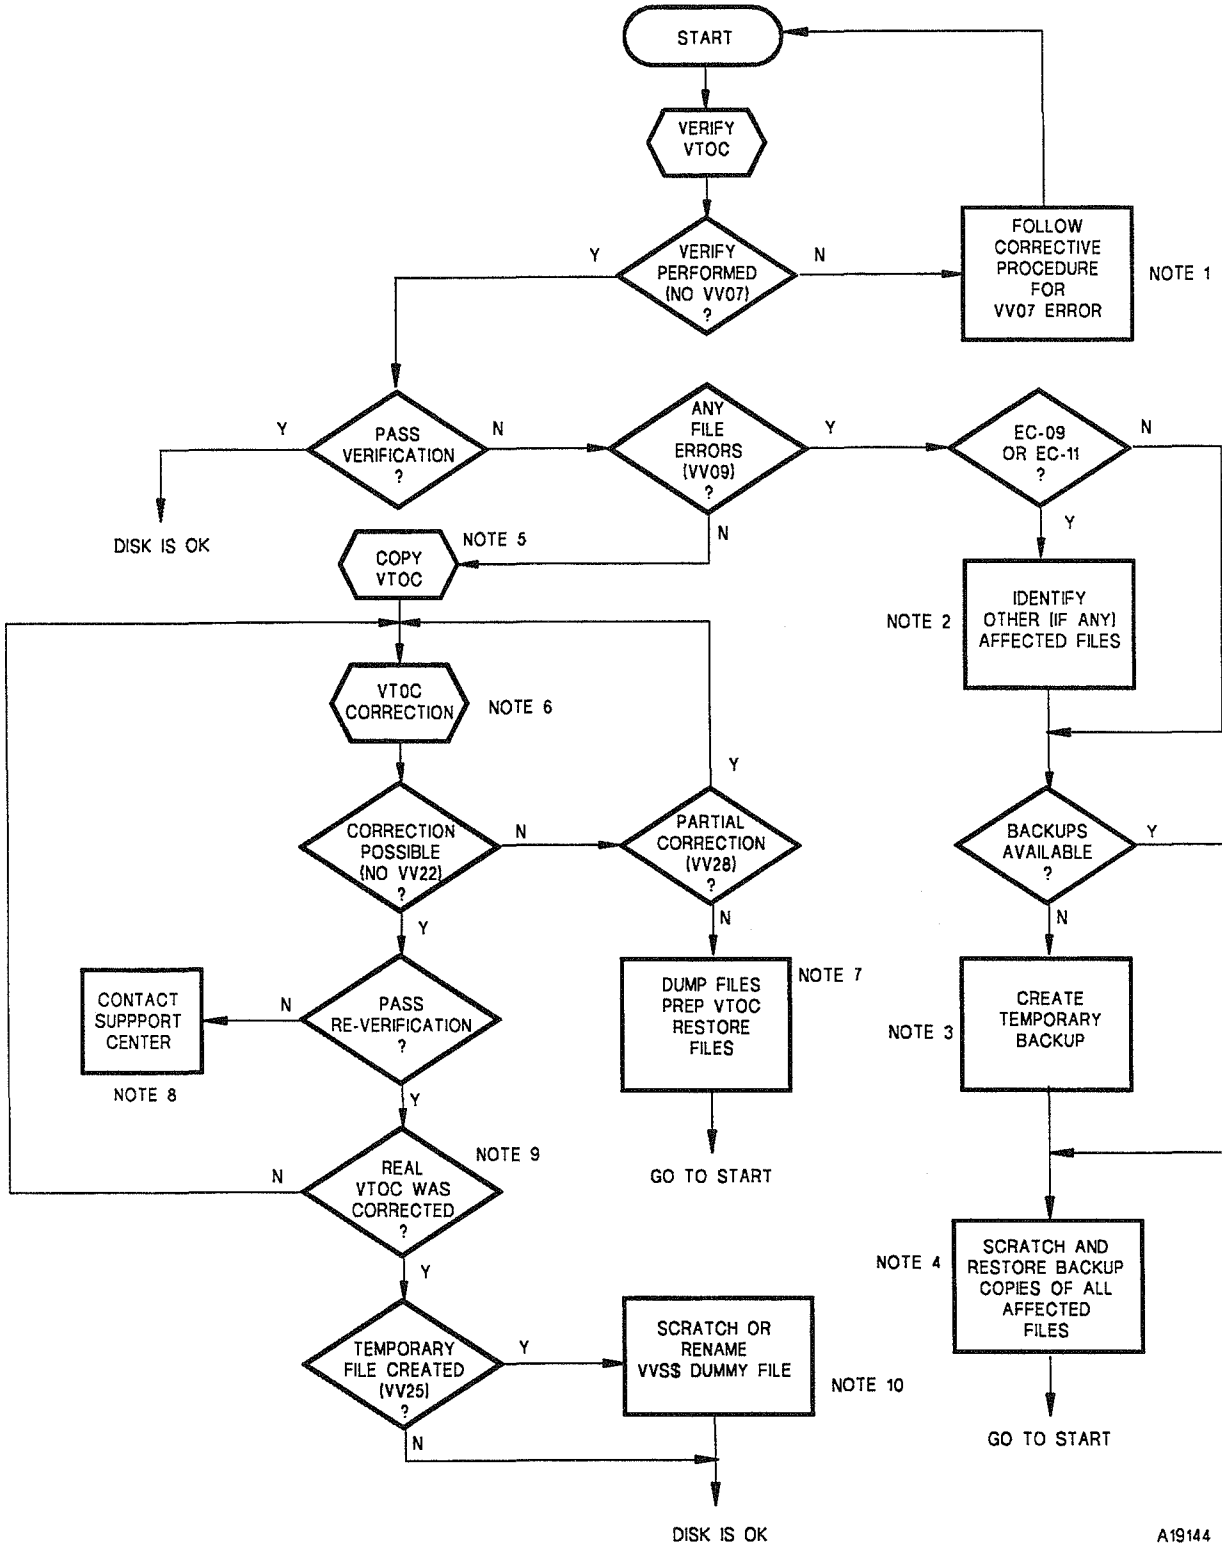 START
VERIFY
VTOC
Y
VERIFY
PERFORMED
(NO VV07)
?
N
FOLLOW
CORRECTIVE
PROCEDURE
FOR
VV07 ERROR
NOTE 1
Y
PASS
VERIFICATION
?
N
ANY
FILE
ERRORS
(VV09)
?
Y
EC-09
OR EC-11
?
N
DISK IS OK
N
Y
COPY
VTOC
NOTE 5
IDENTIFY
OTHER (IF ANY)
AFFECTED FILES
NOTE 2
VTOC
CORRECTION
NOTE 6
Y
CORRECTION
POSSIBLE
(NO VV22)
?
N
PARTIAL
CORRECTION
(VV28)
?
BACKUPS
AVAILABLE
?
Y
Y
N
N
CONTACT
SUPPPORT
CENTER
NOTE 8
N
PASS
RE-VERIFICATION
?
DUMP FILES
PREP VTOC
RESTORE
FILES
NOTE 7
CREATE
TEMPORARY
BACKUP
NOTE 3
Y
N
REAL
VTOC WAS
CORRECTED
?
NOTE 9
GO TO START
Y
NOTE 4
SCRATCH AND
RESTORE BACKUP
COPIES OF ALL
AFFECTED
FILES
TEMPORARY
FILE CREATED
(VV25)
?
Y
SCRATCH OR
RENAME
VVS$ DUMMY FILE
NOTE 10
N
GO TO START
DISK IS OK
A19144